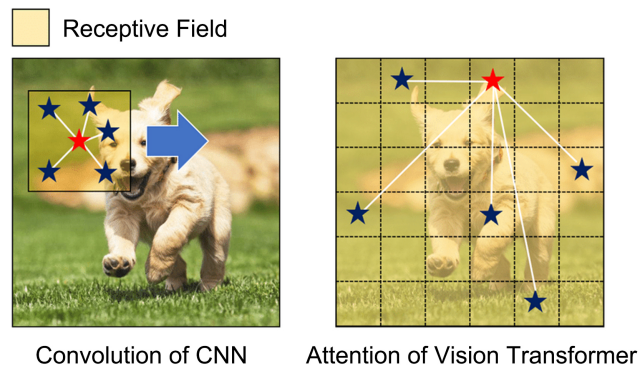 Receptive Field
Convolution of CNN
Attention of Vision Transformer